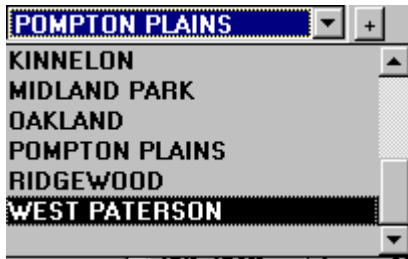 POMPTON PLAINS +
KINNELON
MIDLAND PARK
OAKLAND
POMPTON PLAINS
RIDGEWOOD
WEST PATERSON